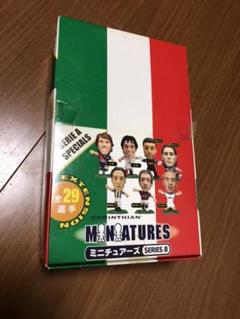 SERIE A
SPECIALS
EXTENSION
全29
選手
CORINTHIAN
MINIATURES
ミニチュアーズ SERIES 8